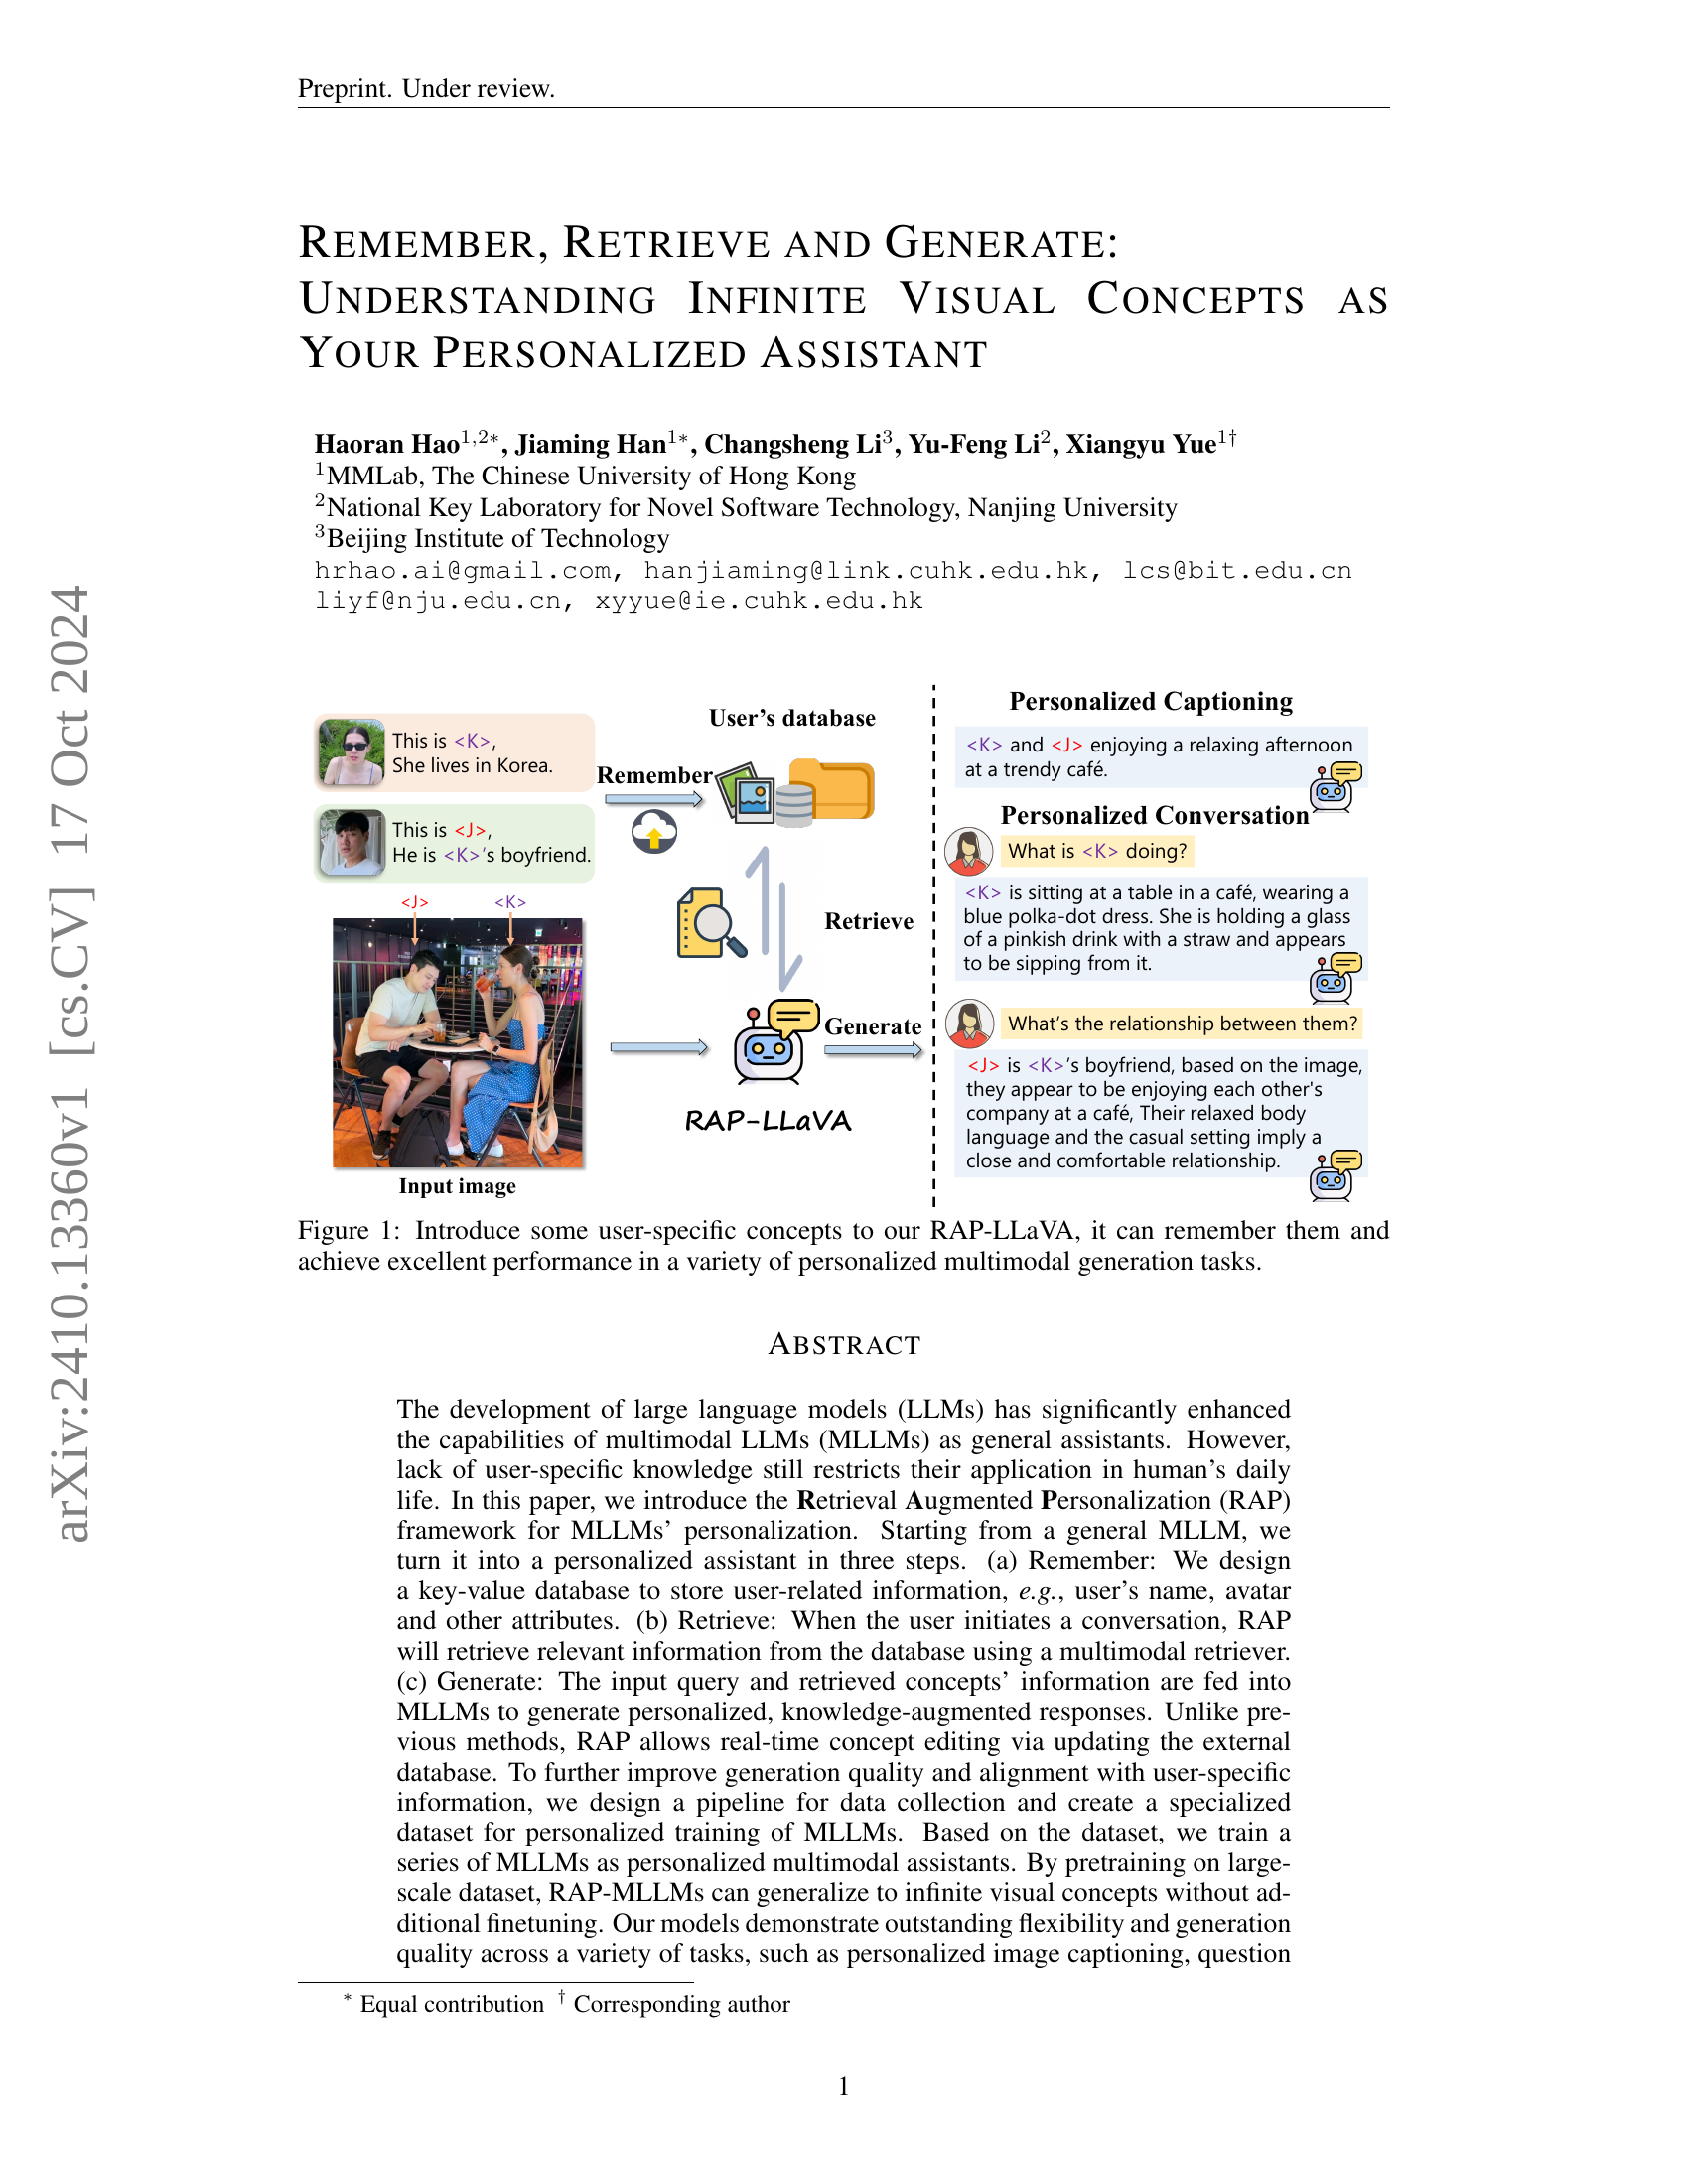 Preprint. Under review.
REMEMBER, RETRIEVE AND GENERATE:
UNDERSTANDING INFINITE VISUAL CONCEPTS AS
YOUR PERSONALIZED ASSISTANT
Haoran Hao1,2*, Jiaming Han1*, Changsheng Li3, Yu-Feng Li2, Xiangyu Yue1†
1MMLab, The Chinese University of Hong Kong
2National Key Laboratory for Novel Software Technology, Nanjing University
3Beijing Institute of Technology
hrhao.ai@gmail.com, hanjiaming@link.cuhk.edu.hk, lcs@bit.edu.cn
liyf@nju.edu.cn, xyyue@ie.cuhk.edu.hk
arXiv:2410.13360v1 [cs.CV] 17 Oct 2024
This is <K>,
She lives in Korea.
This is <J>,
He is <K>'s boyfriend.
<J>
<K>
Input image
Remember
User's database
Retrieve
Generate
RAP-LLaVA
Personalized Captioning
<K> and <J> enjoying a relaxing afternoon
at a trendy café.
Personalized Conversation
What is <K> doing?
<K> is sitting at a table in a café, wearing a
blue polka-dot dress. She is holding a glass
of a pinkish drink with a straw and appears
to be sipping from it.
What's the relationship between them?
<J> is <K>'s boyfriend, based on the image,
they appear to be enjoying each other's
company at a café, Their relaxed body
language and the casual setting imply a
close and comfortable relationship.
Figure 1: Introduce some user-specific concepts to our RAP-LLaVA, it can remember them and
achieve excellent performance in a variety of personalized multimodal generation tasks.
ABSTRACT
The development of large language models (LLMs) has significantly enhanced
the capabilities of multimodal LLMs (MLLMs) as general assistants. However,
lack of user-specific knowledge still restricts their application in human's daily
life. In this paper, we introduce the Retrieval Augmented Personalization (RAP)
framework for MLLMs' personalization. Starting from a general MLLM, we
turn it into a personalized assistant in three steps. (a) Remember: We design
a key-value database to store user-related information, e.g., user's name, avatar
and other attributes. (b) Retrieve: When the user initiates a conversation, RAP
will retrieve relevant information from the database using a multimodal retriever.
(c) Generate: The input query and retrieved concepts' information are fed into
MLLMs to generate personalized, knowledge-augmented responses. Unlike pre-
vious methods, RAP allows real-time concept editing via updating the external
database. To further improve generation quality and alignment with user-specific
information, we design a pipeline for data collection and create a specialized
dataset for personalized training of MLLMs. Based on the dataset, we train a
series of MLLMs as personalized multimodal assistants. By pretraining on large-
scale dataset, RAP-MLLMs can generalize to infinite visual concepts without ad-
ditional finetuning. Our models demonstrate outstanding flexibility and generation
quality across a variety of tasks, such as personalized image captioning, question
* Equal contribution † Corresponding author
1